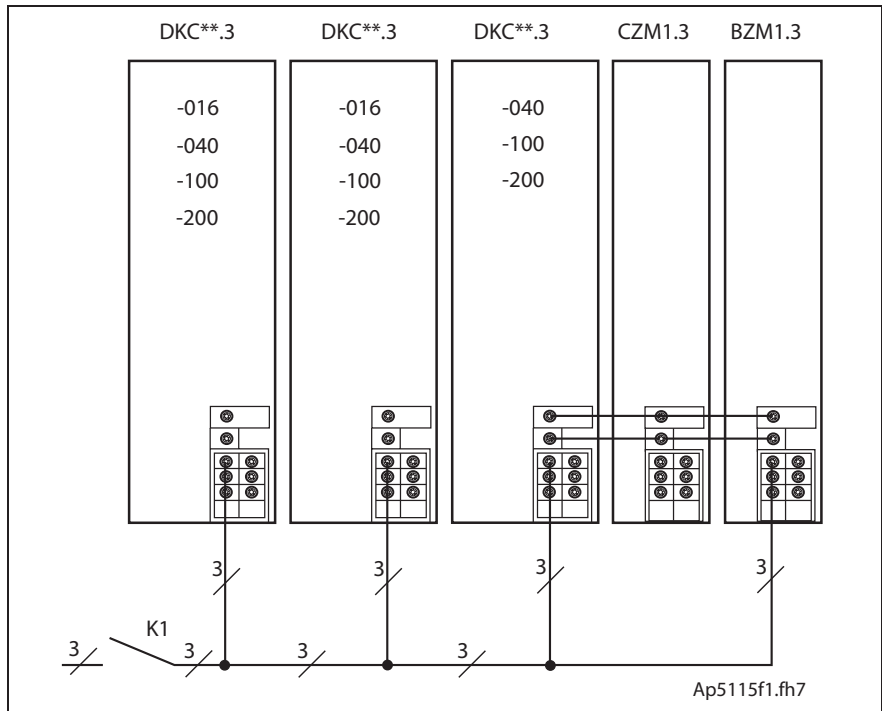 DKC**.3 DKC**.3 DKC**.3 CZM1.3 BZM1.3
-016 -016 -040
-040 -040 -100
-100 -100 -200
-200 -200
3 3 3 3
K1
3 3 3 3
Ap5115f1.fh7